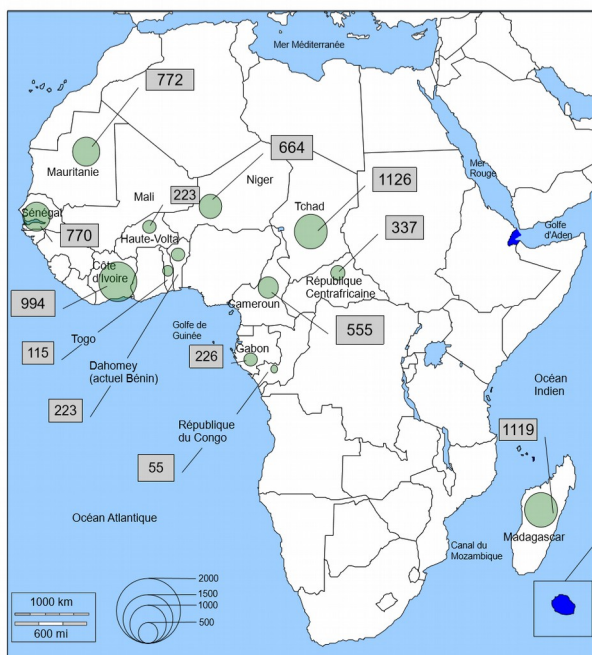 Mer Méditerranée
772
Mauritanie
664
Niger
Mali
223
1126
Tchad
Mer
Rouge
Sénégal
770
Haute-Volta
337
Golfe
d'Aden
Côte
d'Ivoire
République
Centrafricaine
994
Cameroun
555
Togo
115
Golfe de
Guinée
Gabon
226
Dahomey
(actuel Bénin)
223
République
du Congo
55
Océan
Indien
1119
Océan Atlantique
Madagascar
Canal du
Mozambique
1000 km
600 mi
2000
1500
1000
500